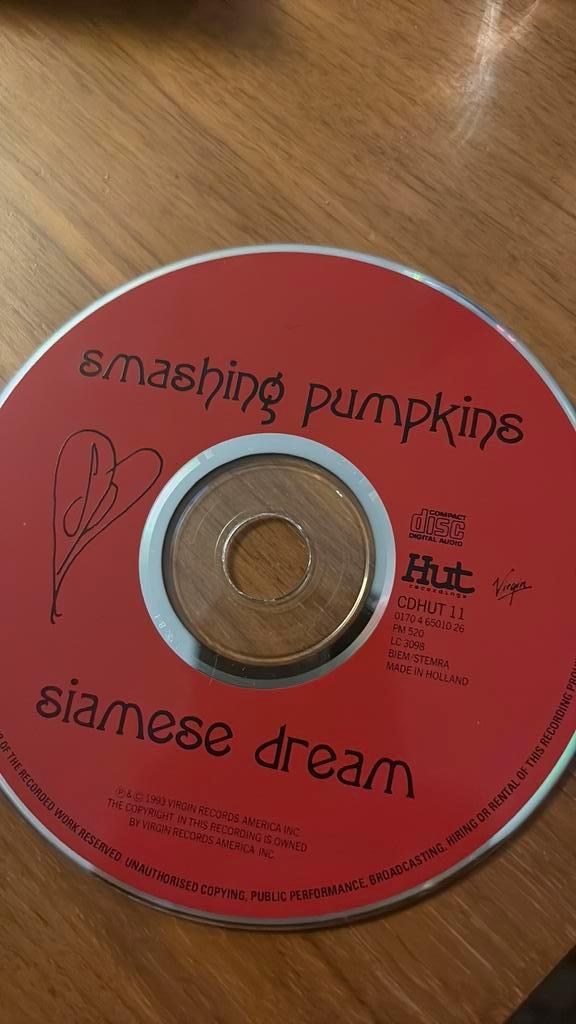 smashing pumpkins
COMPACT
disc
DIGITAL AUDIO
Hut
recordings
Virgin
CDHUT 11
0170 4 65010 26
PM 520
LC 3098
BIEM/STEMRA
MADE IN HOLLAND
siamese dream
Ⓟ & © 1993 VIRGIN RECORDS AMERICA INC.
THE COPYRIGHT IN THIS RECORDING IS OWNED
BY VIRGIN RECORDS AMERICA INC.
OF THE RECORDED WORK RESERVED. UNAUTHORISED COPYING, PUBLIC PERFORMANCE, BROADCASTING, HIRING OR RENTAL OF THIS RECORDING